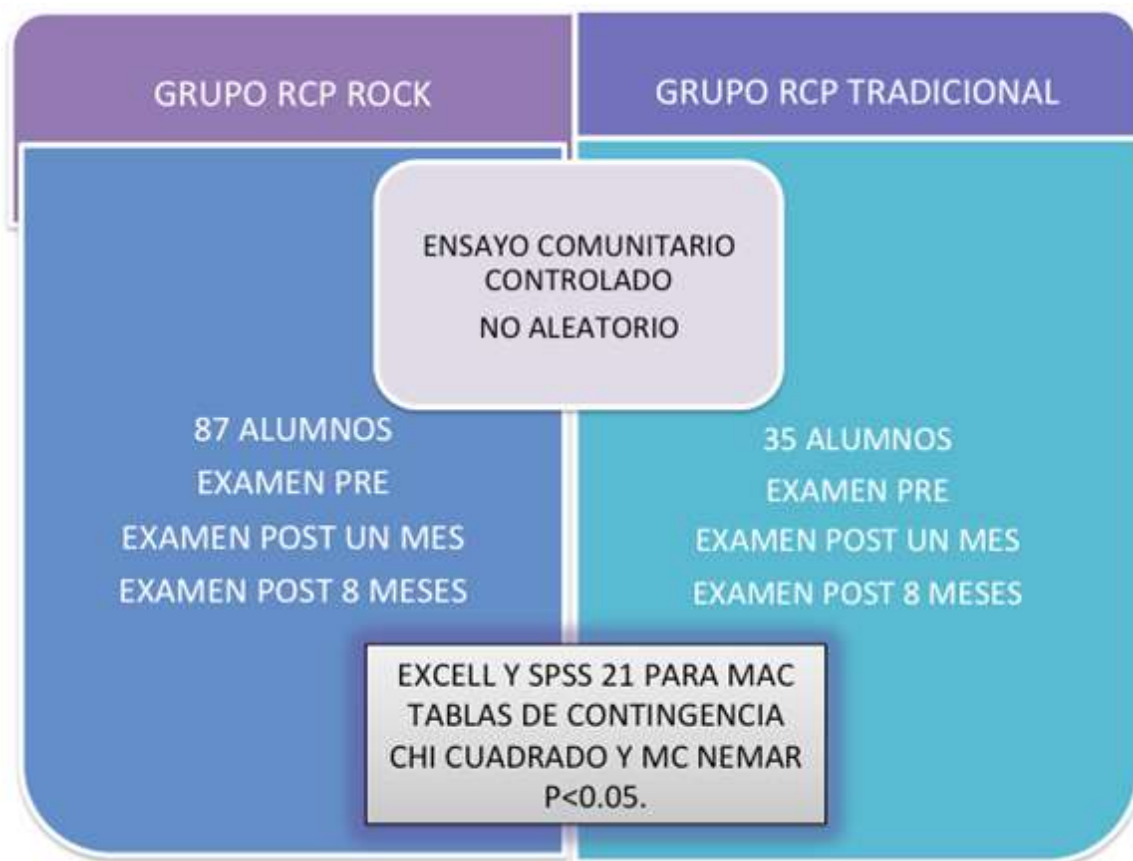 GRUPO RCP ROCK
GRUPO RCP TRADICIONAL
ENSAYO COMUNITARIO
CONTROLADO
NO ALEATORIO
87 ALUMNOS
EXAMEN PRE
EXAMEN POST UN MES
EXAMEN POST 8 MESES
35 ALUMNOS
EXAMEN PRE
EXAMEN POST UN MES
EXAMEN POST 8 MESES
EXCELL Y SPSS 21 PARA MAC
TABLAS DE CONTINGENCIA
CHI CUADRADO Y MC NEMAR
P<0.05.